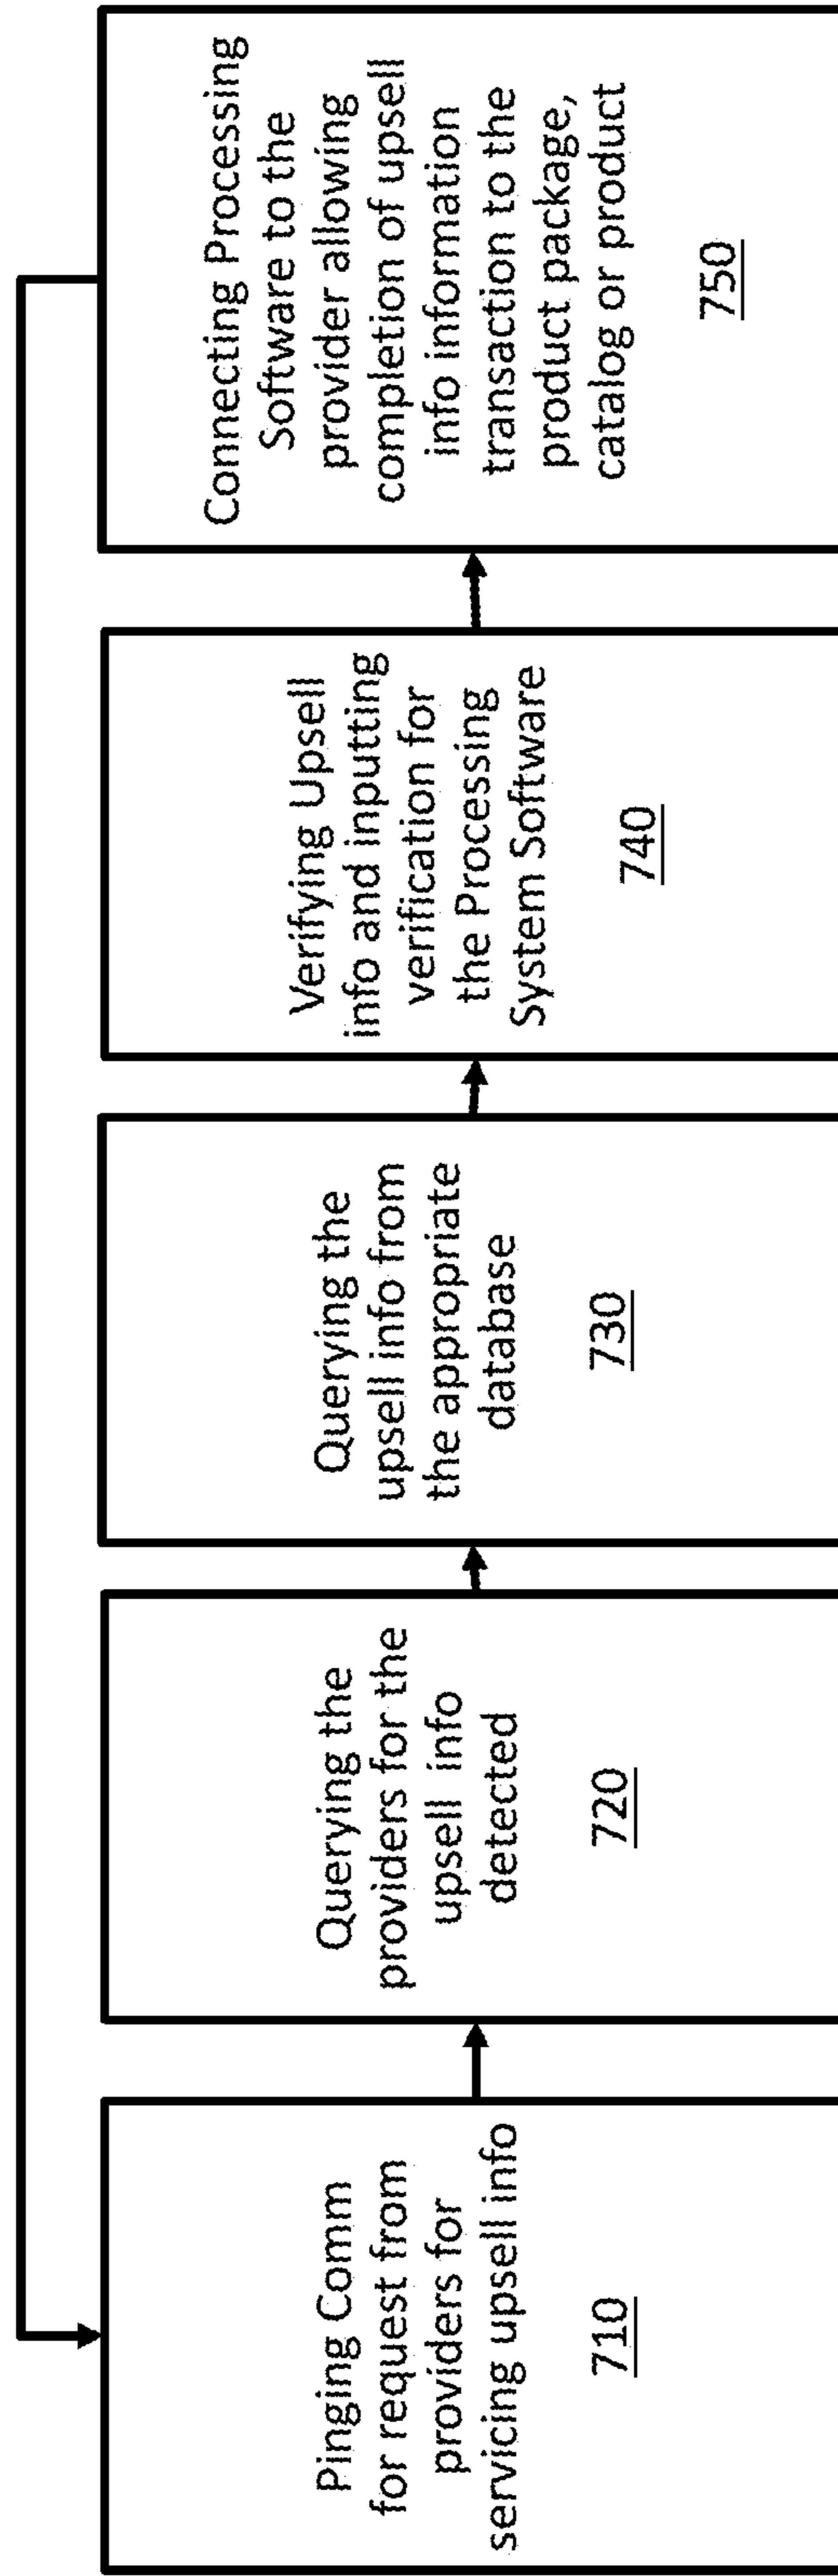 Pinging Comm
for request from
providers for
servicing upsell info
710
Querying the
providers for the
upsell info
detected
720
Querying the
upsell info from
the appropriate
database
730
Verifying Upsell
info and inputting
verification for
the Processing
System Software
740
Connecting Processing
Software to the
provider allowing
completion of upsell
info information
transaction to the
product package,
catalog or product
750